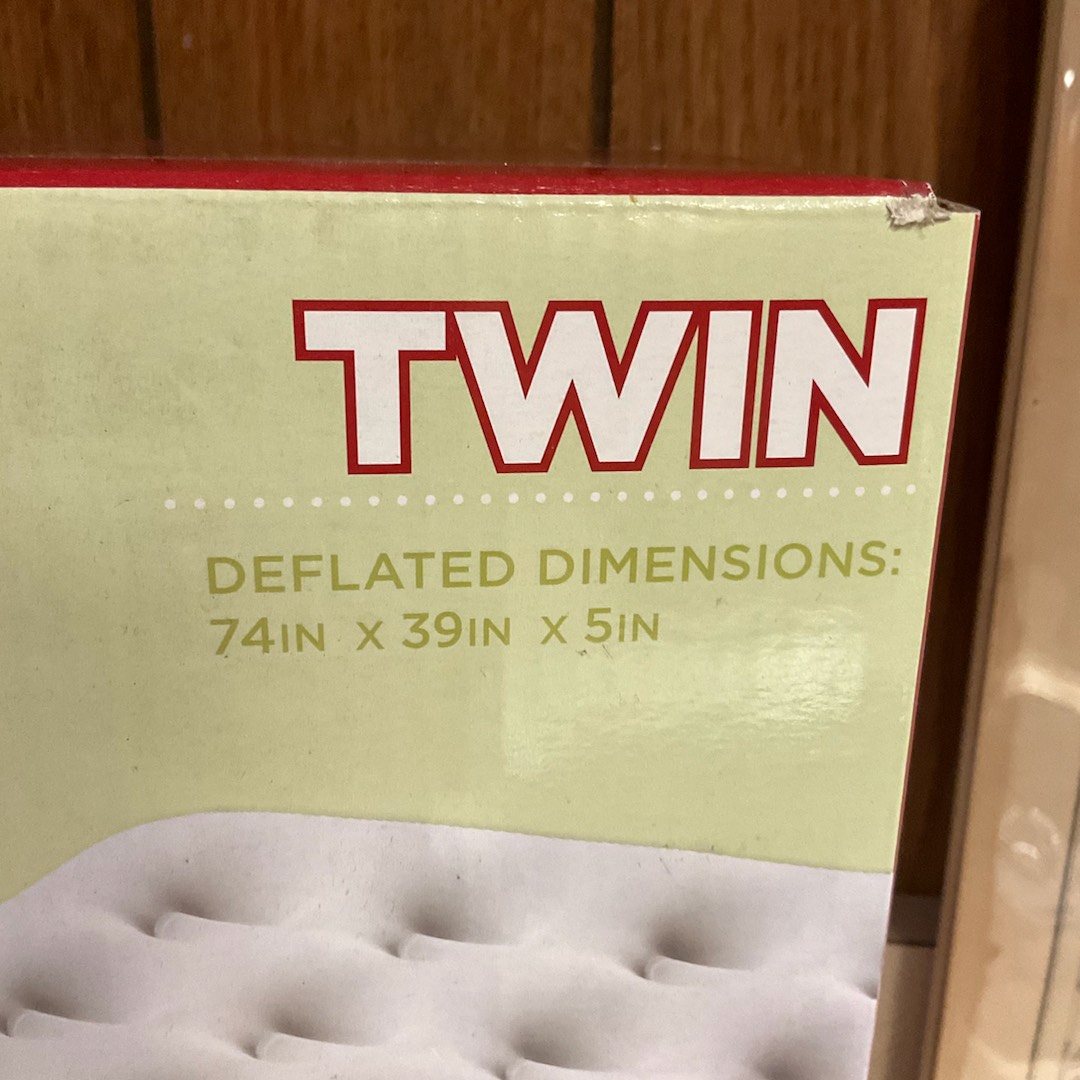 TWIN
DEFLATED DIMENSIONS:
74IN X 39IN X 5IN